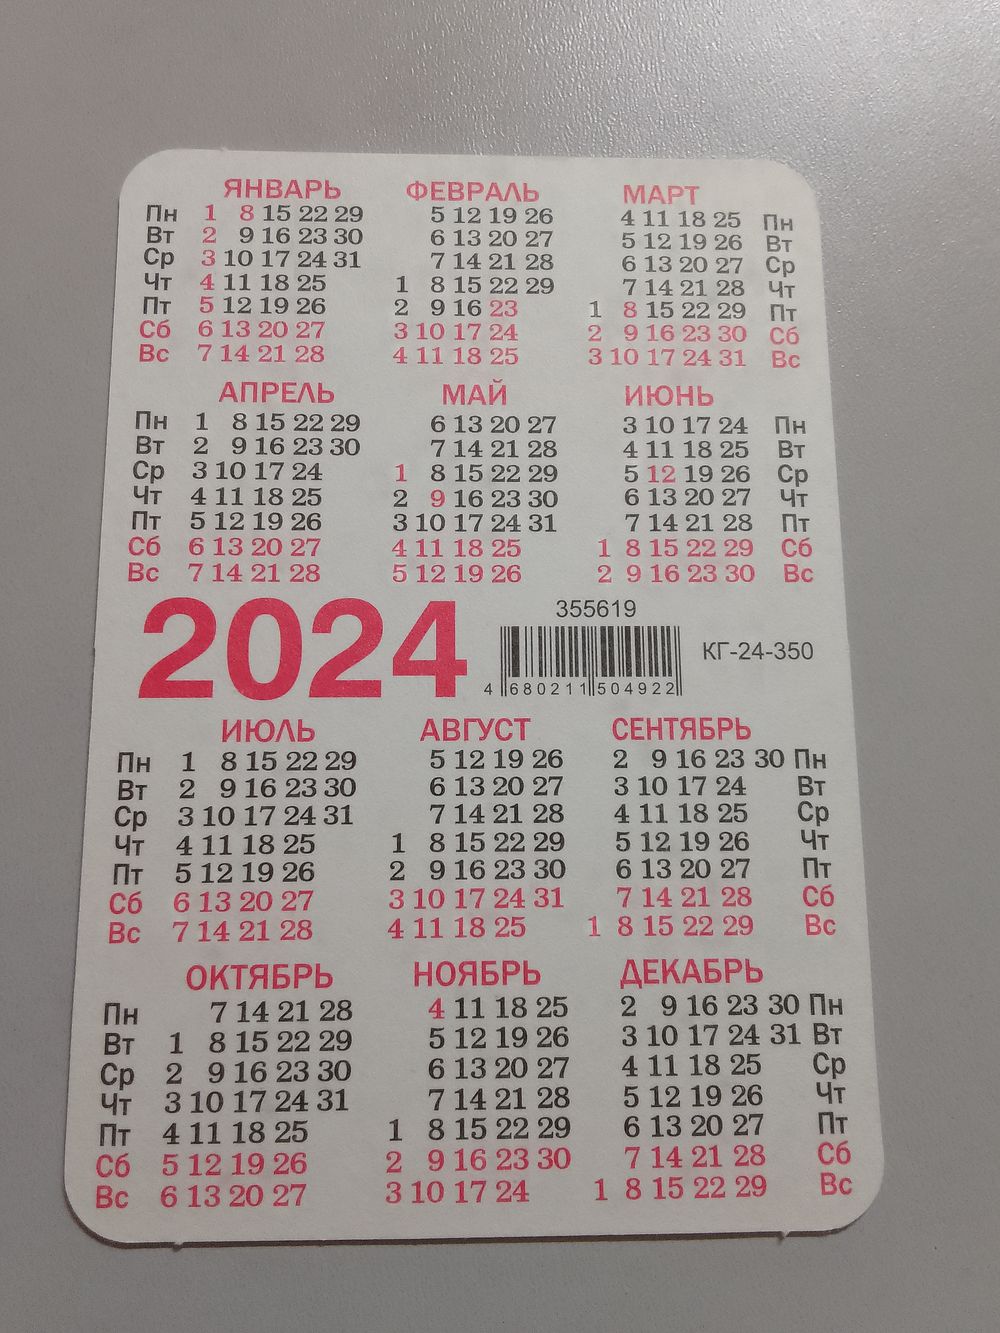 ЯНВАРЬ ФЕВРАЛЬ МАРТ
Пн 1 8 15 22 29 5 12 19 26 4 11 18 25 Пн
Вт 2 9 16 23 30 6 13 20 27 5 12 19 26 Вт
Ср 3 10 17 24 31 7 14 21 28 6 13 20 27 Ср
Чт 4 11 18 25 1 8 15 22 29 7 14 21 28 Чт
Пт 5 12 19 26 2 9 16 23 1 8 15 22 29 Пт
Сб 6 13 20 27 3 10 17 24 2 9 16 23 30 Сб
Вс 7 14 21 28 4 11 18 25 3 10 17 24 31 Вс
АПРЕЛЬ МАЙ ИЮНЬ
Пн 1 8 15 22 29 6 13 20 27 3 10 17 24 Пн
Вт 2 9 16 23 30 7 14 21 28 4 11 18 25 Вт
Ср 3 10 17 24 1 8 15 22 29 5 12 19 26 Ср
Чт 4 11 18 25 2 9 16 23 30 6 13 20 27 Чт
Пт 5 12 19 26 3 10 17 24 31 7 14 21 28 Пт
Сб 6 13 20 27 4 11 18 25 1 8 15 22 29 Сб
Вс 7 14 21 28 5 12 19 26 2 9 16 23 30 Вс
2024
355619
4 680211 504922
КГ-24-350
ИЮЛЬ АВГУСТ СЕНТЯБРЬ
Пн 1 8 15 22 29 5 12 19 26 2 9 16 23 30 Пн
Вт 2 9 16 23 30 6 13 20 27 3 10 17 24 Вт
Ср 3 10 17 24 31 7 14 21 28 4 11 18 25 Ср
Чт 4 11 18 25 1 8 15 22 29 5 12 19 26 Чт
Пт 5 12 19 26 2 9 16 23 30 6 13 20 27 Пт
Сб 6 13 20 27 3 10 17 24 31 7 14 21 28 Сб
Вс 7 14 21 28 4 11 18 25 1 8 15 22 29 Вс
ОКТЯБРЬ НОЯБРЬ ДЕКАБРЬ
Пн 7 14 21 28 4 11 18 25 2 9 16 23 30 Пн
Вт 1 8 15 22 29 5 12 19 26 3 10 17 24 31 Вт
Ср 2 9 16 23 30 6 13 20 27 4 11 18 25 Ср
Чт 3 10 17 24 31 7 14 21 28 5 12 19 26 Чт
Пт 4 11 18 25 1 8 15 22 29 6 13 20 27 Пт
Сб 5 12 19 26 2 9 16 23 30 7 14 21 28 Сб
Вс 6 13 20 27 3 10 17 24 1 8 15 22 29 Вс